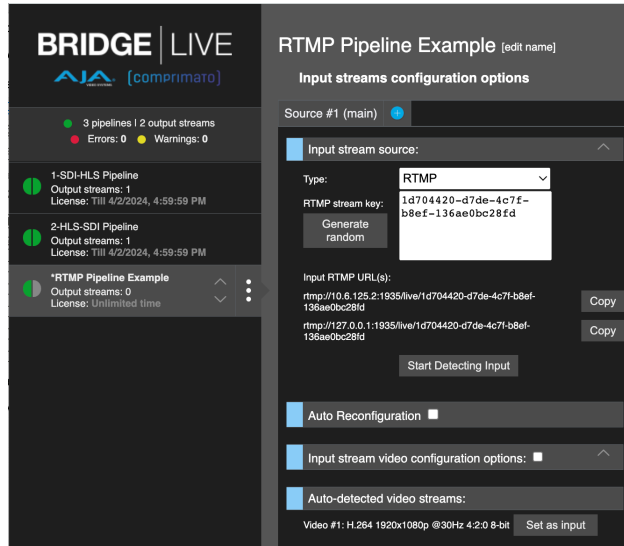 BRIDGE LIVE
AJA VIDEO SYSTEMS (comprimato)
3 pipelines | 2 output streams
Errors: 0 Warnings: 0
1-SDI-HLS Pipeline
Output streams: 1
License: Till 4/2/2024, 4:59:59 PM
2-HLS-SDI Pipeline
Output streams: 1
License: Till 4/2/2024, 4:59:59 PM
*RTMP Pipeline Example
Output streams: 0
License: Unlimited time
RTMP Pipeline Example [edit name]
Input streams configuration options
Source #1 (main)
Input stream source:
Type: RTMP
RTMP stream key:
1d704420-d7de-4c7f-
b8ef-136ae0bc28fd
Generate
random
Input RTMP URL(s):
rtmp://10.6.125.2:1935/live/1d704420-d7de-4c7f-b8ef-
136ae0bc28fd
Copy
rtmp://127.0.0.1:1935/live/1d704420-d7de-4c7f-b8ef-
136ae0bc28fd
Copy
Start Detecting Input
Auto Reconfiguration
Input stream video configuration options:
Auto-detected video streams:
Video #1: H.264 1920x1080p @30Hz 4:2:0 8-bit Set as input